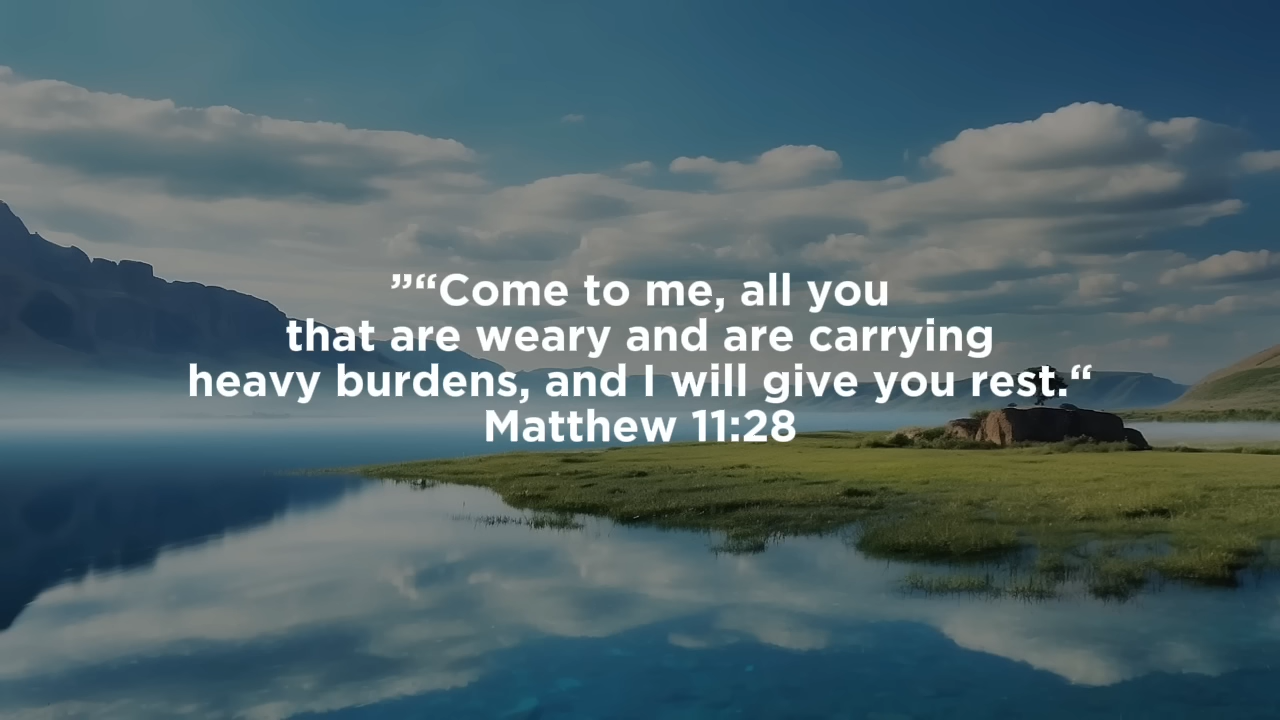 ”“Come to me, all you
that are weary and are carrying
heavy burdens, and I will give you rest.“
Matthew 11:28